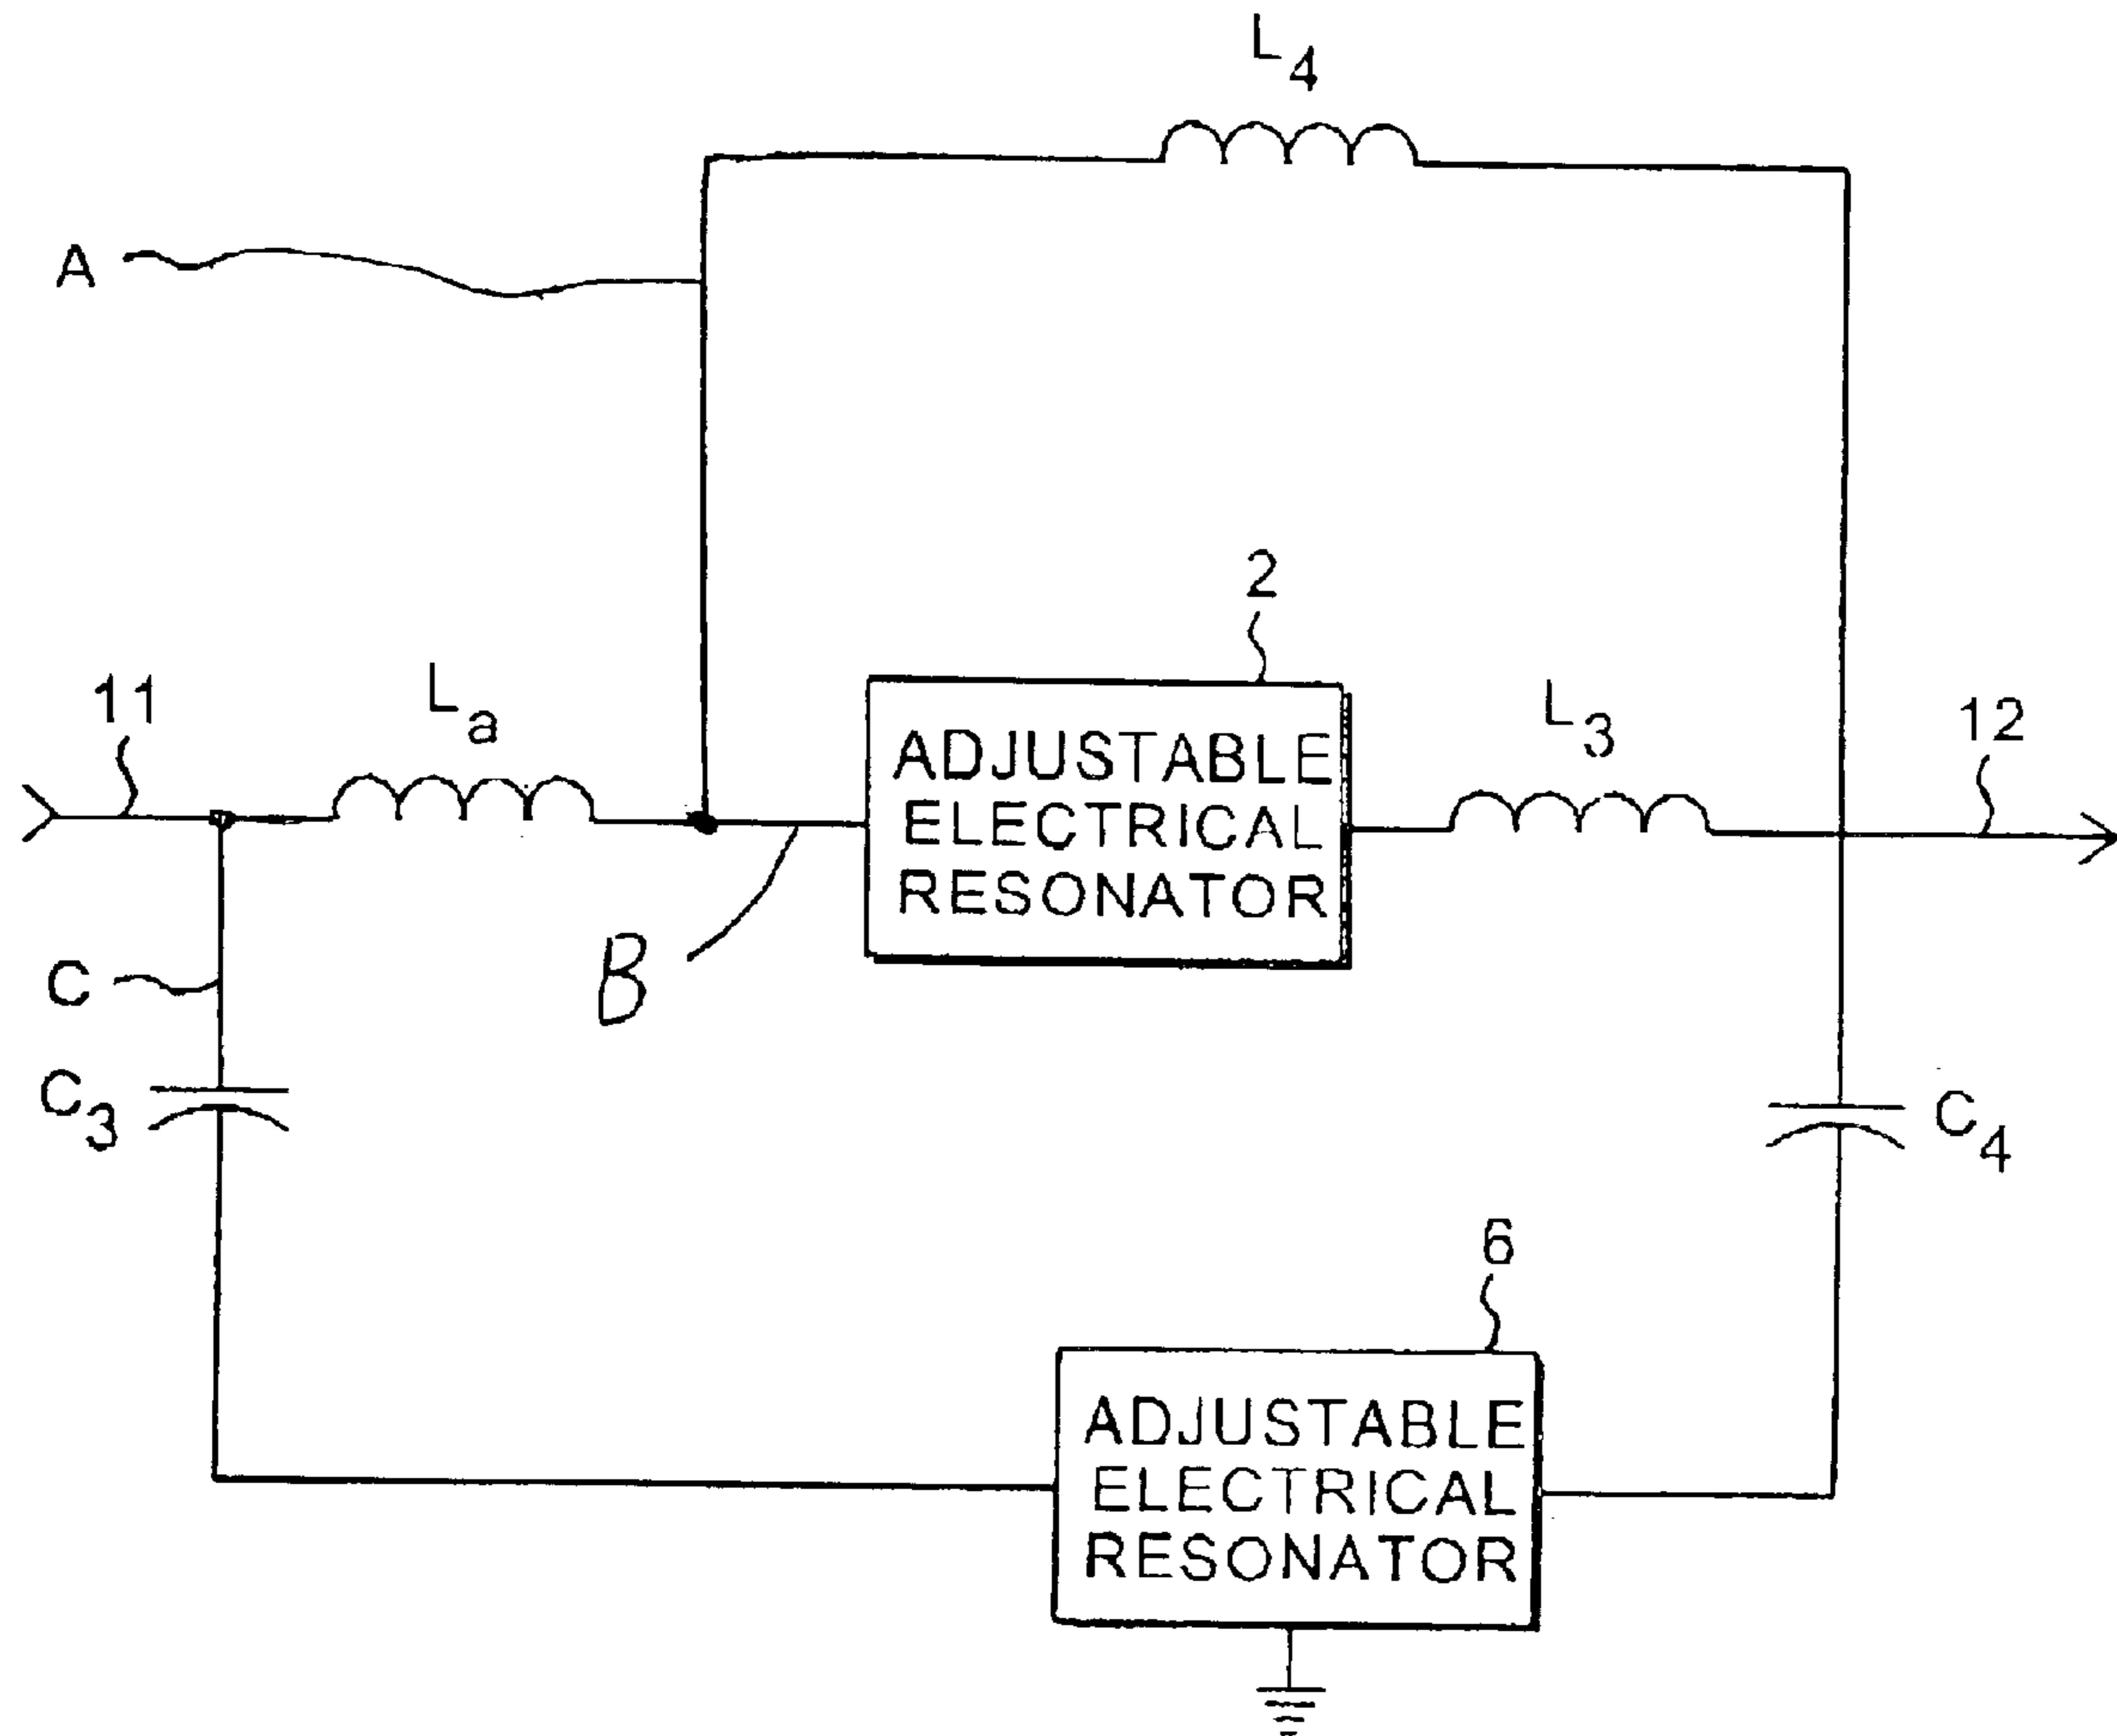 L4
A
2
11
La
ADJUSTABLE
ELECTRICAL
RESONATOR
L3
12
B
C
C3
C4
6
ADJUSTABLE
ELECTRICAL
RESONATOR